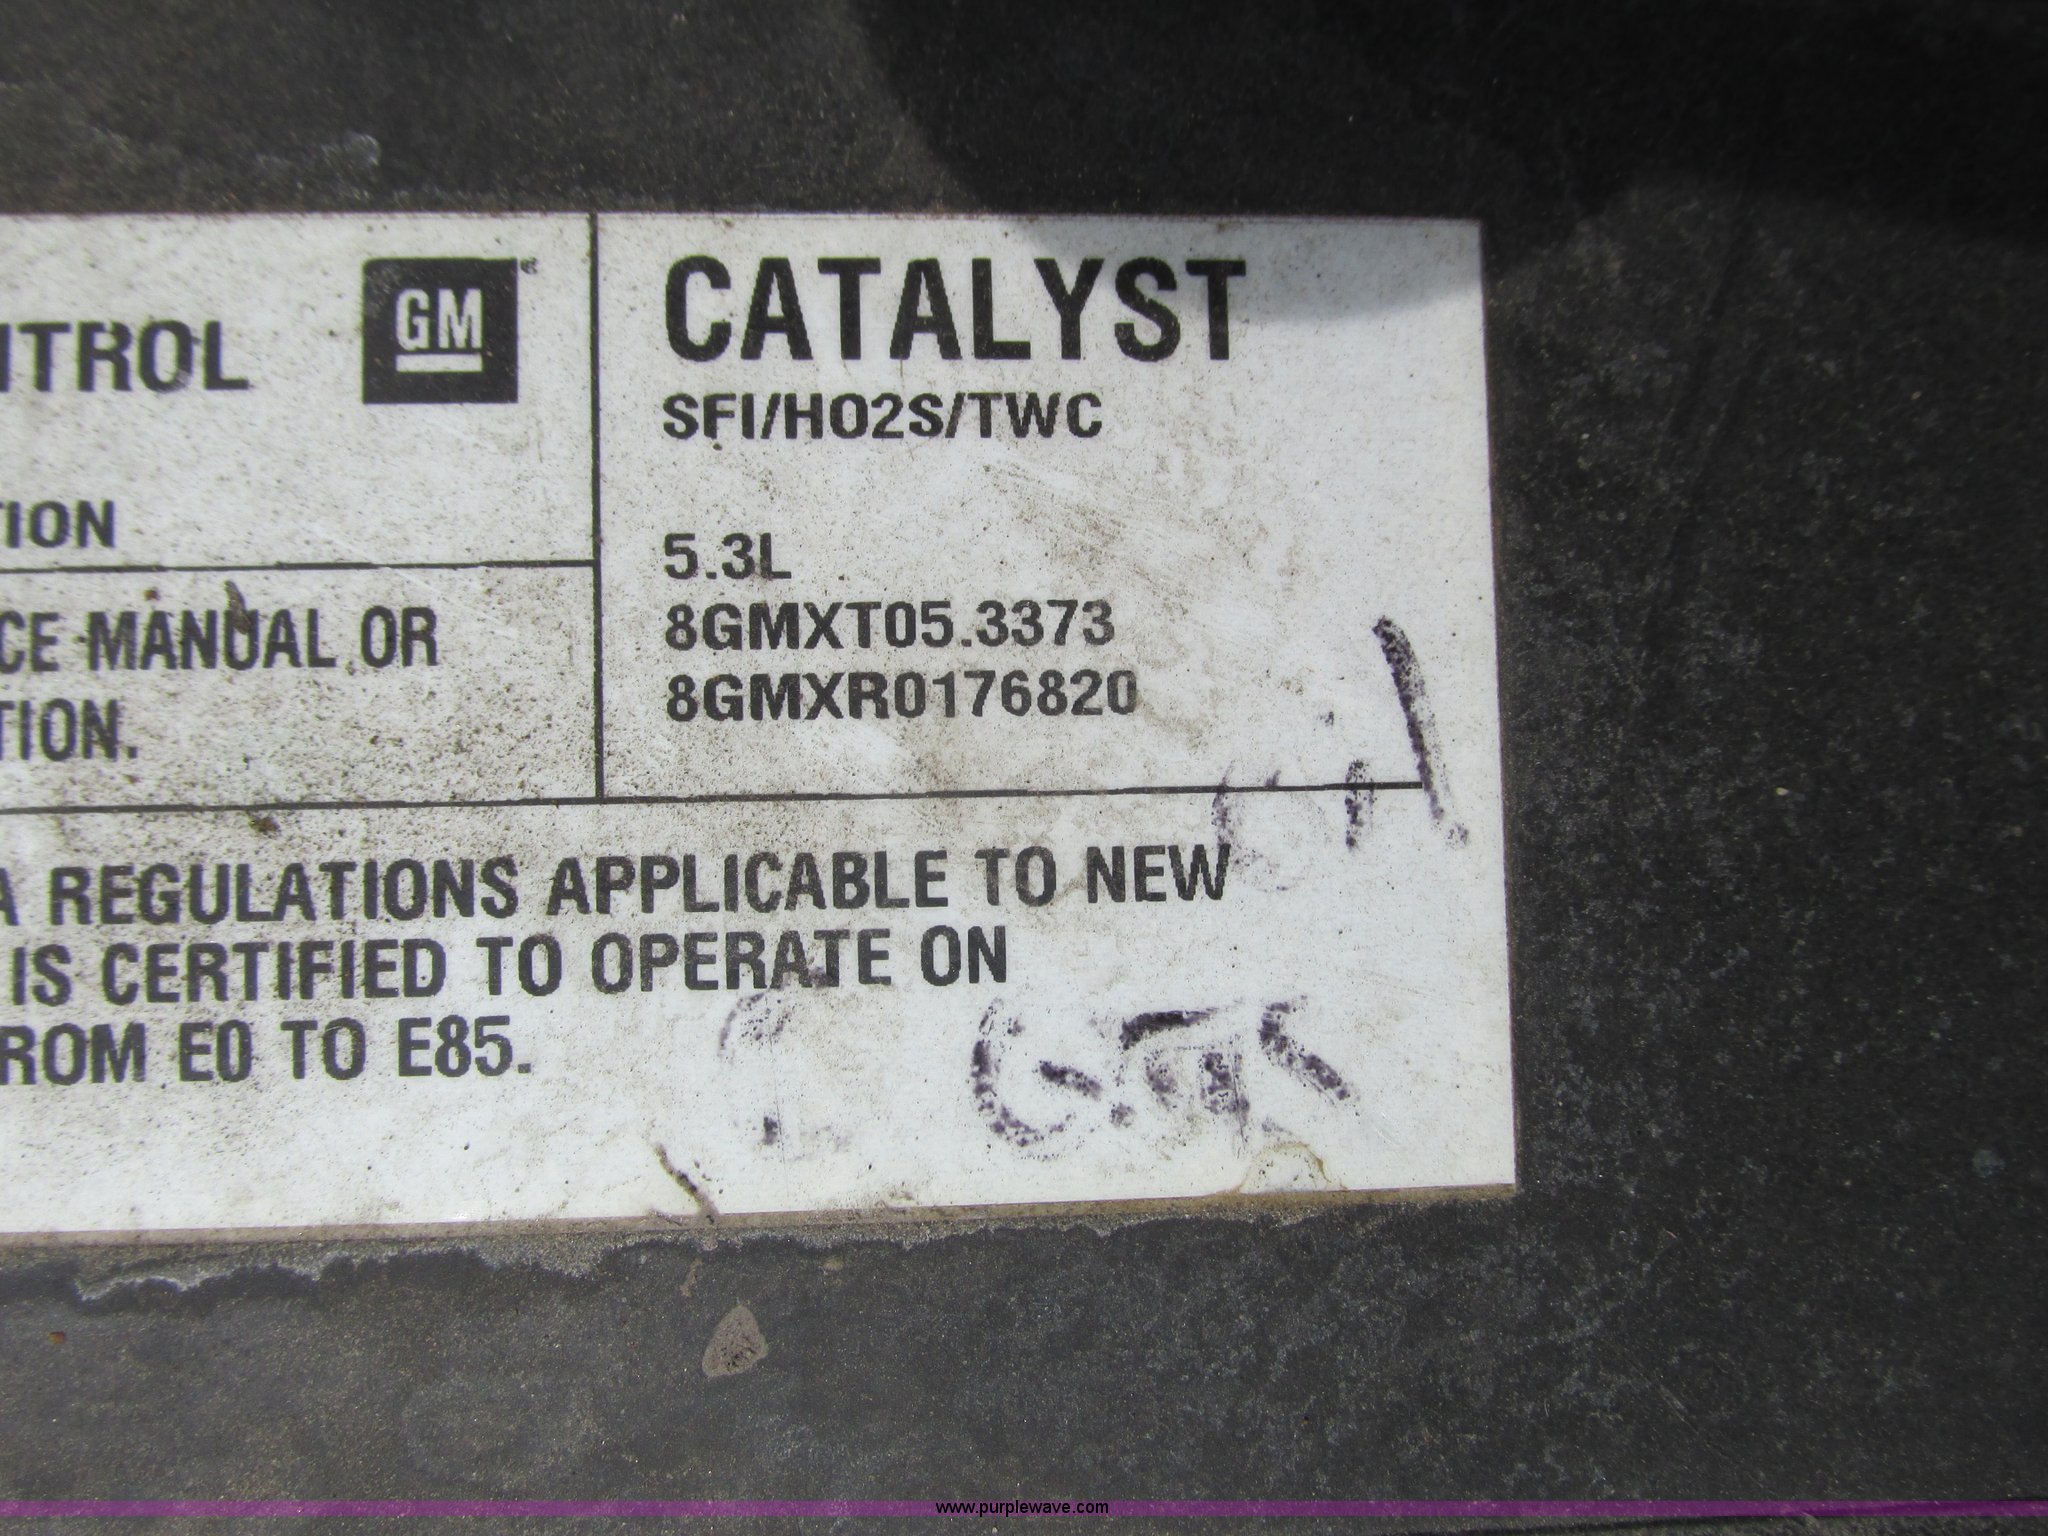 NTROL
GM
TION
CE MANUAL OR
TION.
CATALYST
SFI/HO2S/TWC
5.3L
8GMXT05.3373
8GMXR0176820
A REGULATIONS APPLICABLE TO NEW
IS CERTIFIED TO OPERATE ON
ROM E0 TO E85.
www.purplewave.com